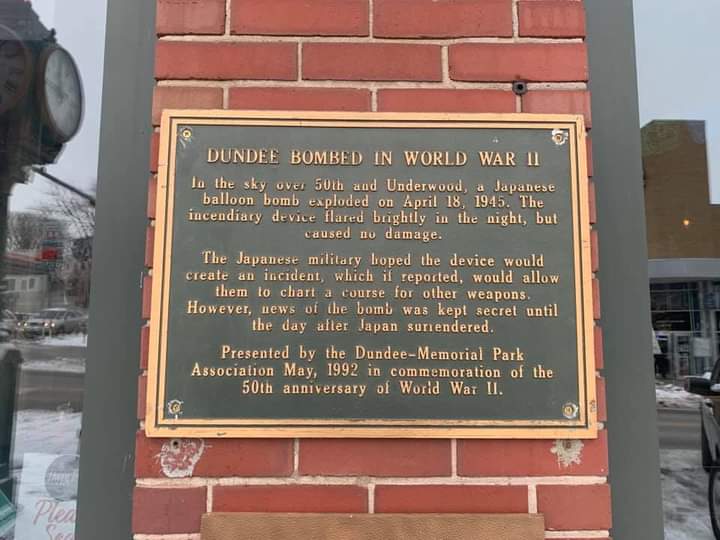 DUNDEE BOMBED IN WORLD WAR II
In the sky over 50th and Underwood, a Japanese
balloon bomb exploded on April 18, 1945. The
incendiary device flared brightly in the night, but
caused no damage.
The Japanese military hoped the device would
create an incident, which if reported, would allow
them to chart a course for other weapons.
However, news of the bomb was kept secret until
the day after Japan surrendered.
Presented by the Dundee-Memorial Park
Association May, 1992 in commemoration of the
50th anniversary of World War II.